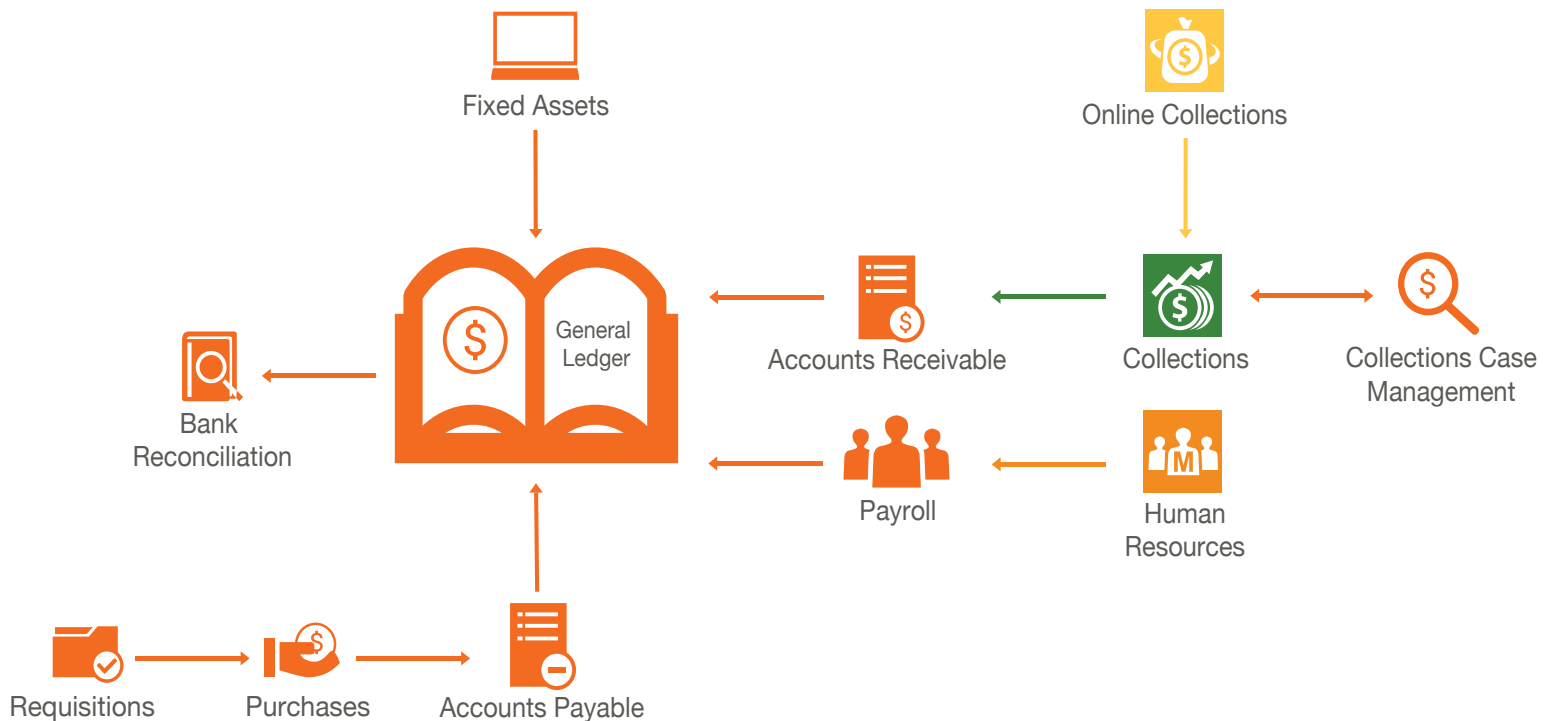 Fixed Assets
Online Collections
$
General
Ledger
$
$
$
$
Accounts Receivable
Collections
Collections Case
Management
Bank
Reconciliation
M
Payroll
Human
Resources
$
Requisitions
Purchases
Accounts Payable